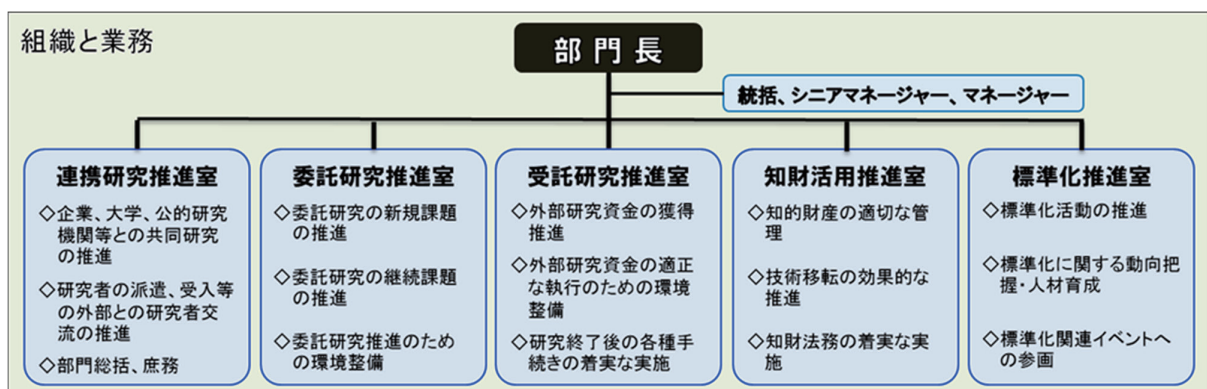 組織と業務
部門長
統括、シニアマネージャー、マネージャー
連携研究推進室
◇企業、大学、公的研究
機関等との共同研究
の推進
◇研究者の派遣、受入等
の外部との研究者交
流の推進
◇部門総括、庶務
委託研究推進室
◇委託研究の新規課題
の推進
◇委託研究の継続課題
の推進
◇委託研究推進のため
の環境整備
受託研究推進室
◇外部研究資金の獲得
推進
◇外部研究資金の適正
な執行のための環境
整備
◇研究終了後の各種手
続きの着実な実施
知財活用推進室
◇知的財産の適切な管
理
◇技術移転の効果的な
推進
◇知財法務の着実な実
施
標準化推進室
◇標準化活動の推進
◇標準化に関する動向把
握・人材育成
◇標準化関連イベントへ
の参画